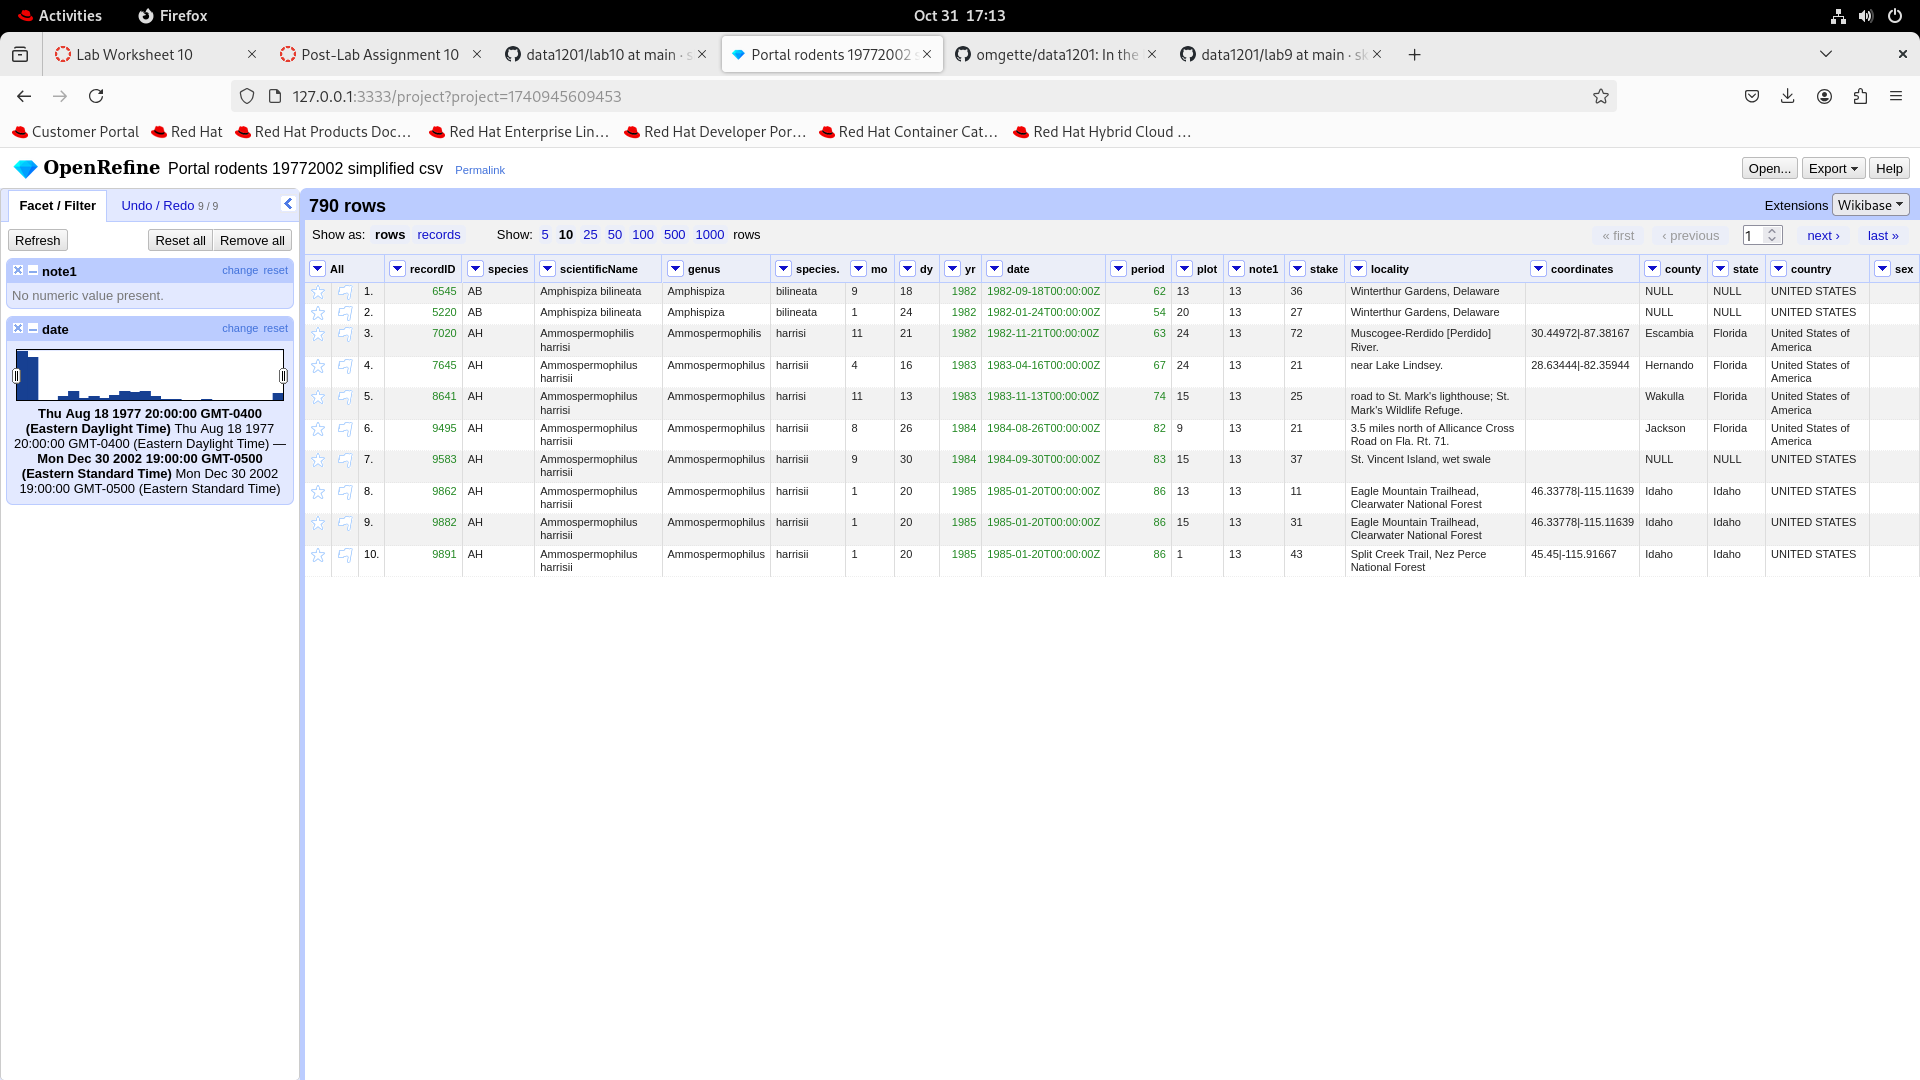 Activities Firefox Oct 31 17:13
Lab Worksheet 10 Post-Lab Assignment 10 data1201/lab10 at main · s Portal rodents 19772002 omgette/data1201: In the data1201/lab9 at main · sk
127.0.0.1:3333/project?project=1740945609453
Customer Portal Red Hat Red Hat Products Doc… Red Hat Enterprise Lin… Red Hat Developer Por… Red Hat Container Cat… Red Hat Hybrid Cloud …
OpenRefine Portal rodents 19772002 simplified csv Permalink Open... Export Help
Facet / Filter Undo / Redo 9 / 9
Refresh Reset all Remove all
note1 change reset
No numeric value present.
date change reset
Thu Aug 18 1977 20:00:00 GMT-0400
(Eastern Daylight Time) Thu Aug 18 1977
20:00:00 GMT-0400 (Eastern Daylight Time) —
Mon Dec 30 2002 19:00:00 GMT-0500
(Eastern Standard Time) Mon Dec 30 2002
19:00:00 GMT-0500 (Eastern Standard Time)
790 rows Extensions Wikibase
Show as: rows records Show: 5 10 25 50 100 500 1000 rows « first ‹ previous 1 next › last »
All recordID species scientificName genus species. mo dy yr date period plot note1 stake locality coordinates county state country sex
1. 6545 AB Amphispiza bilineata Amphispiza bilineata 9 18 1982 1982-09-18T00:00:00Z 62 13 13 36 Winterthur Gardens, Delaware NULL NULL UNITED STATES
2. 5220 AB Amphispiza bilineata Amphispiza bilineata 1 24 1982 1982-01-24T00:00:00Z 54 20 13 27 Winterthur Gardens, Delaware NULL NULL UNITED STATES
3. 7020 AH Ammospermophilis Ammospermophilis harrisi 11 21 1982 1982-11-21T00:00:00Z 63 24 13 72 Muscogee-Rerdido [Perdido] 30.44972|-87.38167 Escambia Florida United States of
harrisi River. America
4. 7645 AH Ammospermophilus Ammospermophilus harrisii 4 16 1983 1983-04-16T00:00:00Z 67 24 13 21 near Lake Lindsey. 28.63444|-82.35944 Hernando Florida United States of
harrisii America
5. 8641 AH Ammospermophilus Ammospermophilus harrisi 11 13 1983 1983-11-13T00:00:00Z 74 15 13 25 road to St. Mark's lighthouse; St. Wakulla Florida United States of
harrisi Mark's Wildlife Refuge. America
6. 9495 AH Ammospermophilus Ammospermophilus harrisii 8 26 1984 1984-08-26T00:00:00Z 82 9 13 21 3.5 miles north of Allicance Cross Jackson Florida United States of
harrisii Road on Fla. Rt. 71. America
7. 9583 AH Ammospermophilus Ammospermophilus harrisii 9 30 1984 1984-09-30T00:00:00Z 83 15 13 37 St. Vincent Island, wet swale NULL NULL UNITED STATES
harrisii
8. 9862 AH Ammospermophilus Ammospermophilus harrisii 1 20 1985 1985-01-20T00:00:00Z 86 13 13 11 Eagle Mountain Trailhead, 46.33778|-115.11639 Idaho Idaho UNITED STATES
harrisii Clearwater National Forest
9. 9882 AH Ammospermophilus Ammospermophilus harrisii 1 20 1985 1985-01-20T00:00:00Z 86 15 13 31 Eagle Mountain Trailhead, 46.33778|-115.11639 Idaho Idaho UNITED STATES
harrisii Clearwater National Forest
10. 9891 AH Ammospermophilus Ammospermophilus harrisii 1 20 1985 1985-01-20T00:00:00Z 86 1 13 43 Split Creek Trail, Nez Perce 45.45|-115.91667 Idaho Idaho UNITED STATES
harrisii National Forest